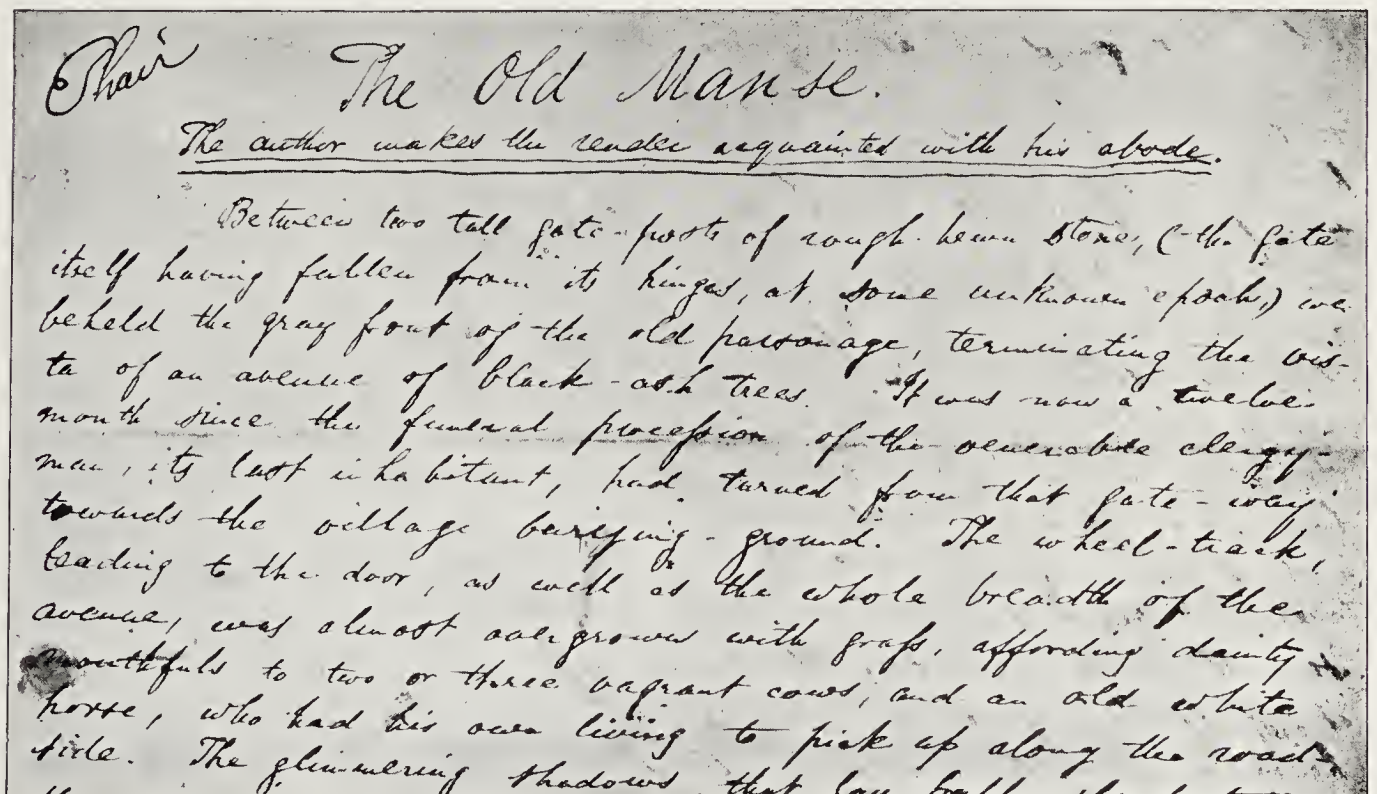 Phair
The Old Manse.
The author makes the reader acquainted with his abode.
Between two tall gate-posts of rough-hewn stone, (the gate
itself having fallen from its hinges, at some unknown epoch,) we
beheld the gray front of the old parsonage, terminating the vis-
ta of an avenue of black-ash trees. It was now a twelve-
month since the funeral procession of the venerable clergy-
man, its last inhabitant, had turned from that gate-way
towards the village burying-ground. The wheel-track,
leading to the door, as well as the whole breadth of the
avenue, was almost overgrown with grass, affording dainty
mouthfuls to two or three vagrant cows, and an old white
horse, who had his own living to pick up along the road-
side. The glimmering shadows, that lay half